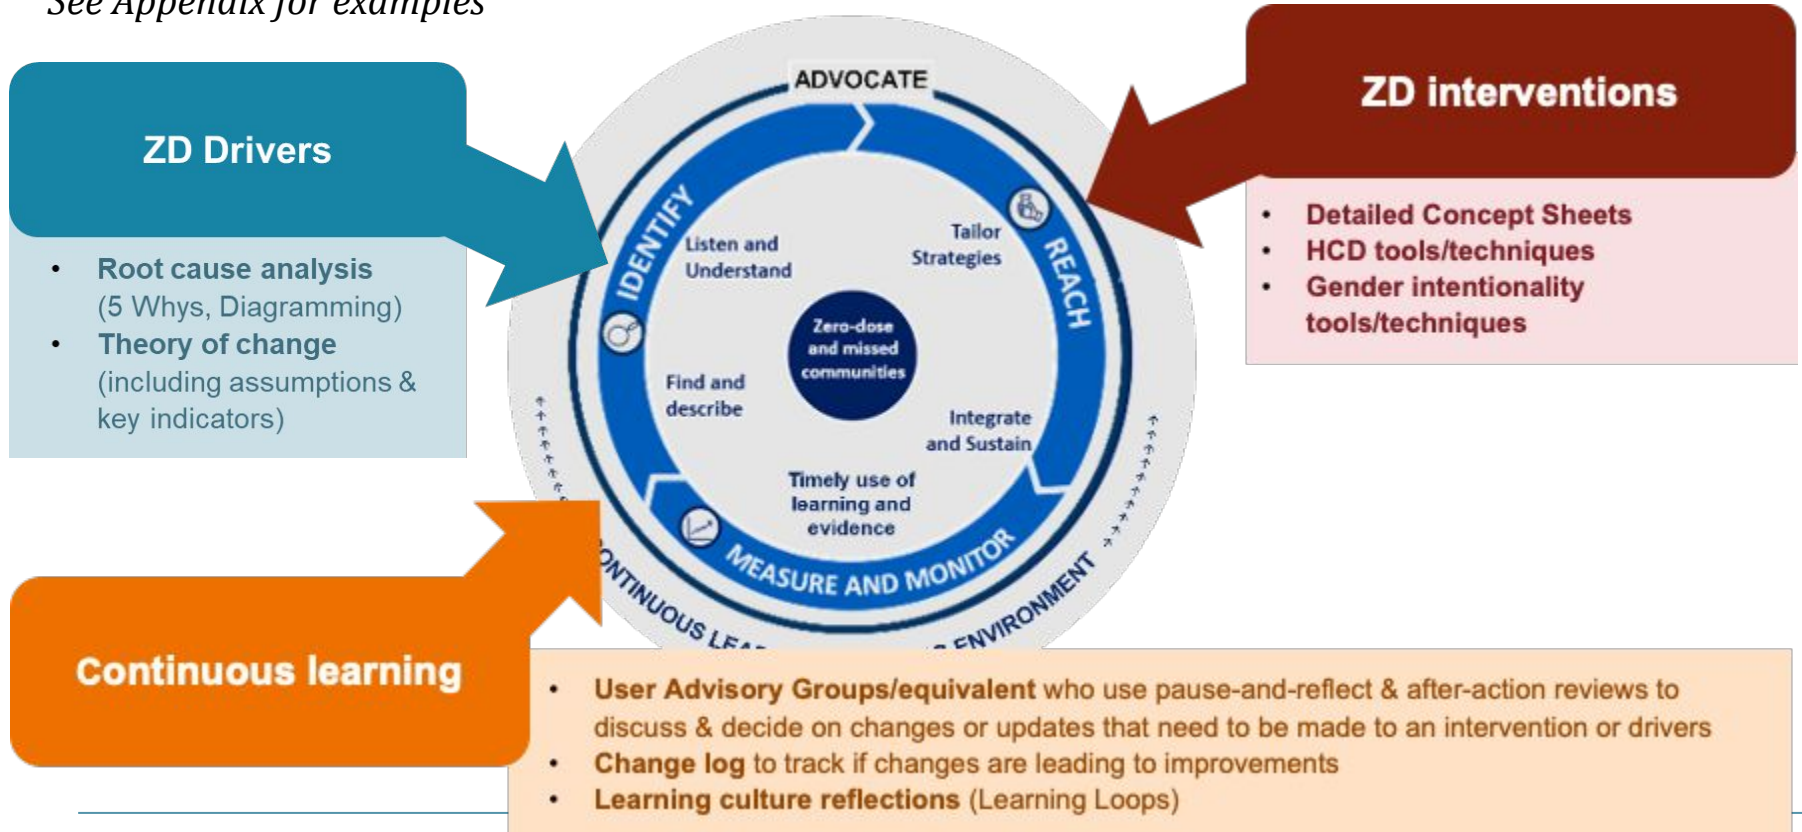 See Appendix for examples
ZD Drivers
• Root cause analysis
(5 Whys, Diagramming)
• Theory of change
(including assumptions &
key indicators)
ADVOCATE
IDENTIFY
REACH
MEASURE AND MONITOR
Listen and
Understand
Tailor
Strategies
Zero-dose
and missed
communities
Find and
describe
Integrate
and Sustain
Timely use of
learning and
evidence
ONTINUOUS LEA
ENVIRONMENT
ZD interventions
• Detailed Concept Sheets
• HCD tools/techniques
• Gender intentionality
tools/techniques
Continuous learning
• User Advisory Groups/equivalent who use pause-and-reflect & after-action reviews to
discuss & decide on changes or updates that need to be made to an intervention or drivers
• Change log to track if changes are leading to improvements
• Learning culture reflections (Learning Loops)